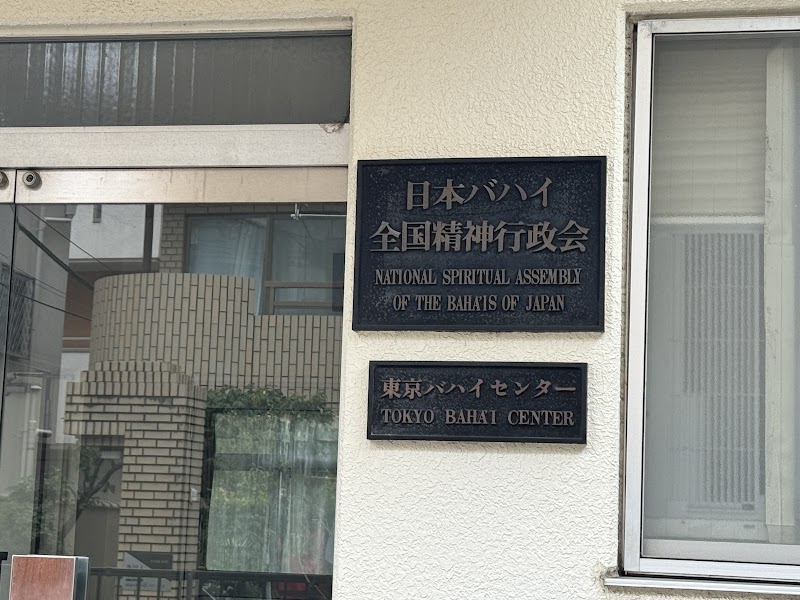 日本バハイ
全国精神行政会
NATIONAL SPIRITUAL ASSEMBLY
OF THE BAHA'IS OF JAPAN
東京バハイセンター
TOKYO BAHA'I CENTER